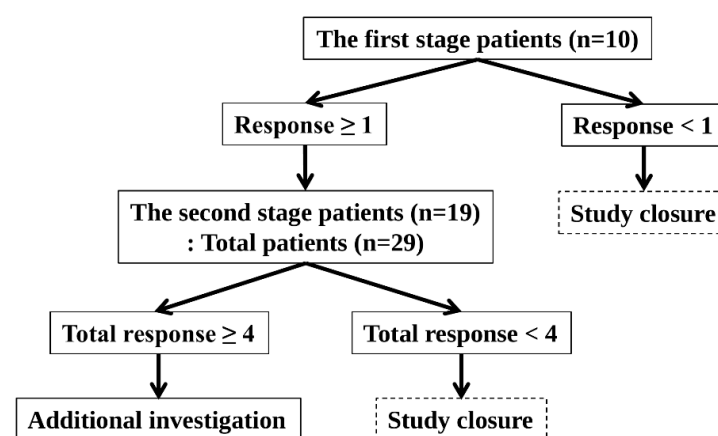 The first stage patients (n=10)
Response ≥ 1
Response < 1
The second stage patients (n=19)
: Total patients (n=29)
Study closure
Total response ≥ 4
Total response < 4
Additional investigation
Study closure